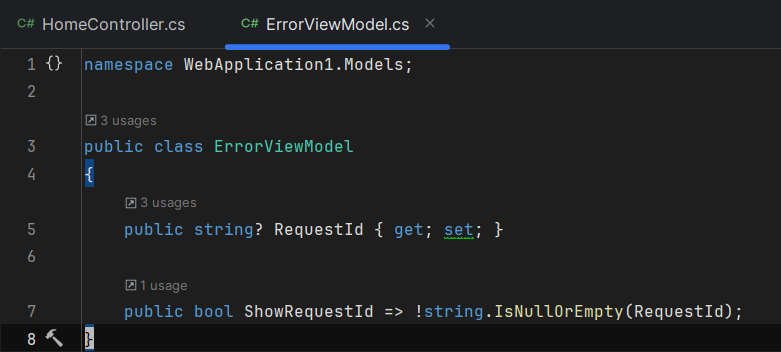 C# HomeController.cs C# ErrorViewModel.cs ×
1 {} namespace WebApplication1.Models;
2
3 usages
3 public class ErrorViewModel
4 {
3 usages
5 public string? RequestId { get; set; }
6
1 usage
7 public bool ShowRequestId => !string.IsNullOrEmpty(RequestId);
8 }